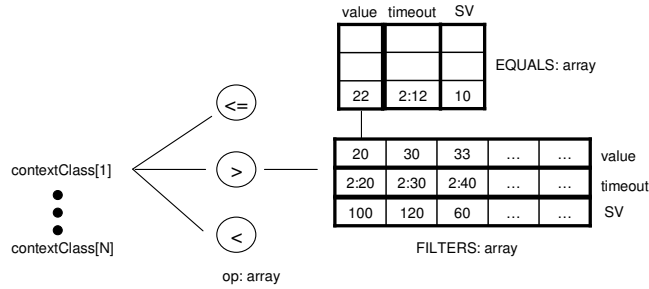 value timeout SV
EQUALS: array
22 2:12 10
<=
20 30 33 ... ... value
contextClass[1] > 2:20 2:30 2:40 ... ... timeout
100 120 60 ... ... SV
<
contextClass[N] FILTERS: array
op: array